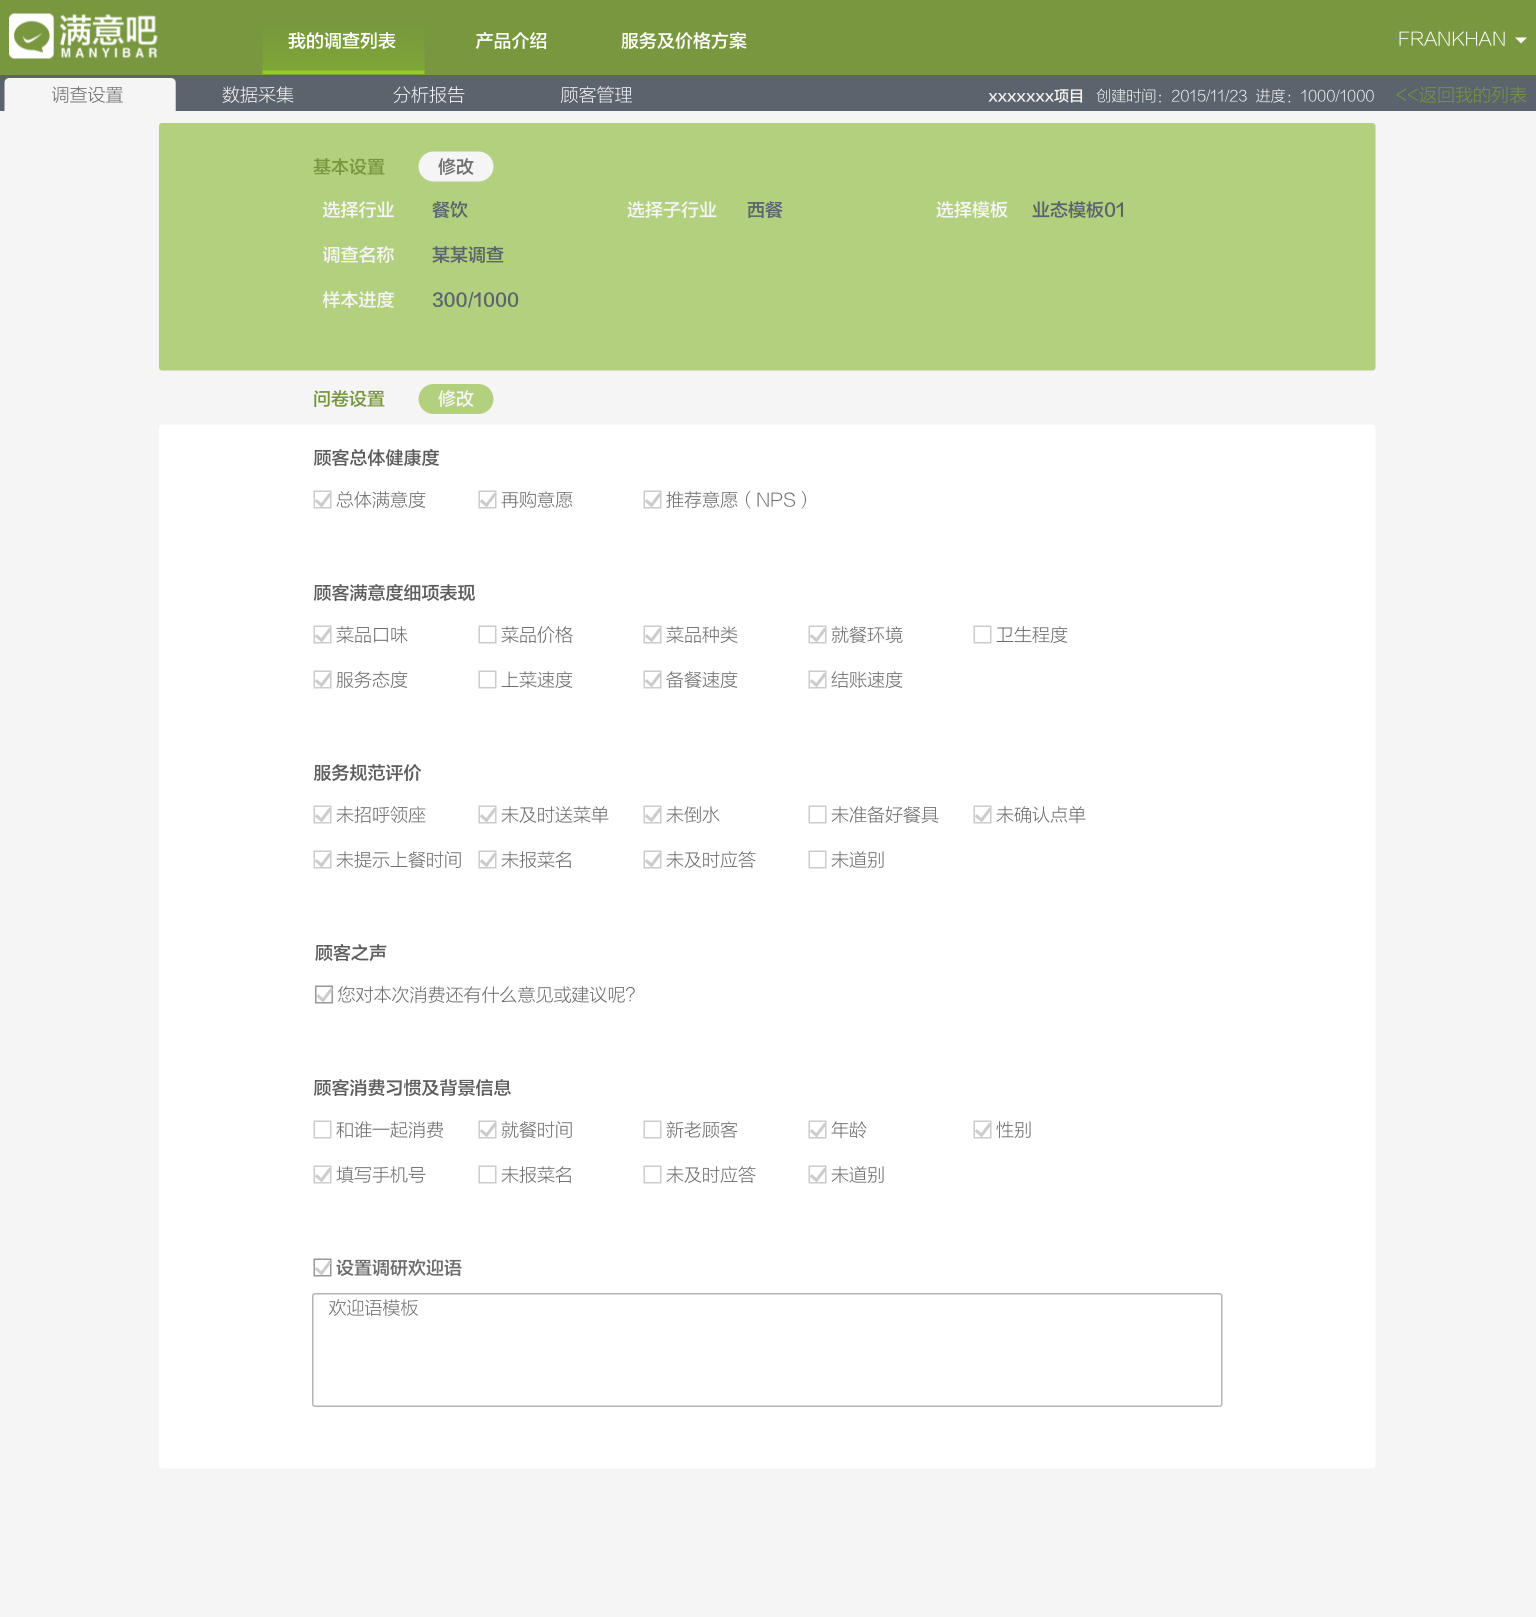 满意吧
MANYIBAR
我的调查列表 产品介绍 服务及价格方案 FRANKHAN
调查设置 数据采集 分析报告 顾客管理 xxxxxxx项目 创建时间：2015/11/23 进度：1000/1000 <<返回我的列表
基本设置 修改
选择行业 餐饮 选择子行业 西餐 选择模板 业态模板01
调查名称 某某调查
样本进度 300/1000
问卷设置 修改
顾客总体健康度
总体满意度 再购意愿 推荐意愿（NPS）
顾客满意度细项表现
菜品口味 菜品价格 菜品种类 就餐环境 卫生程度
服务态度 上菜速度 备餐速度 结账速度
服务规范评价
未招呼领座 未及时送菜单 未倒水 未准备好餐具 未确认点单
未提示上餐时间 未报菜名 未及时应答 未道别
顾客之声
您对本次消费还有什么意见或建议呢?
顾客消费习惯及背景信息
和谁一起消费 就餐时间 新老顾客 年龄 性别
填写手机号 未报菜名 未及时应答 未道别
设置调研欢迎语
欢迎语模板